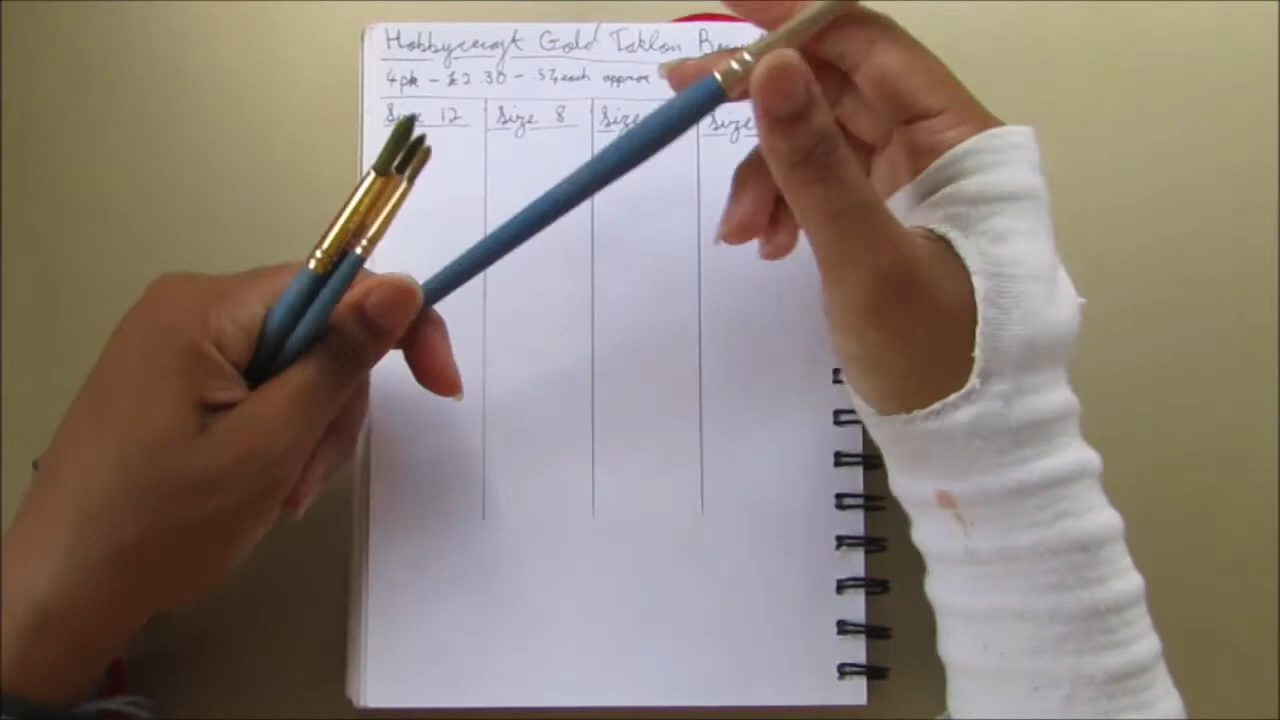 Hobbycraft Gold Taklon
4pk - £2.30 - .57 each approx
Size 12 Size 8 Size Size